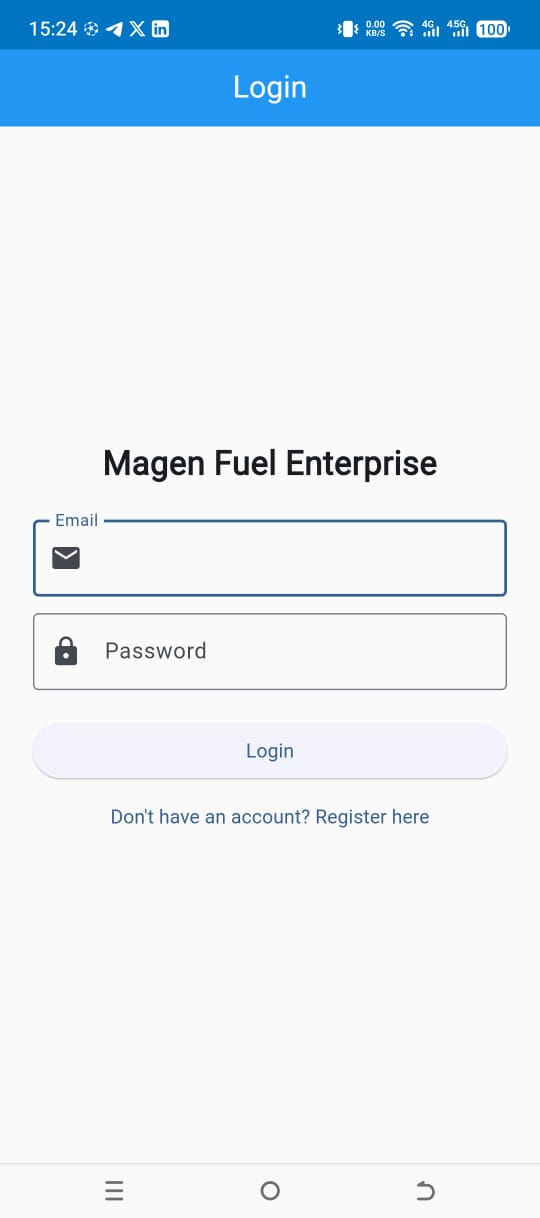 15:24 0.00 KB/S 4G 4.5G 100
Login
Magen Fuel Enterprise
Email
Password
Login
Don't have an account? Register here